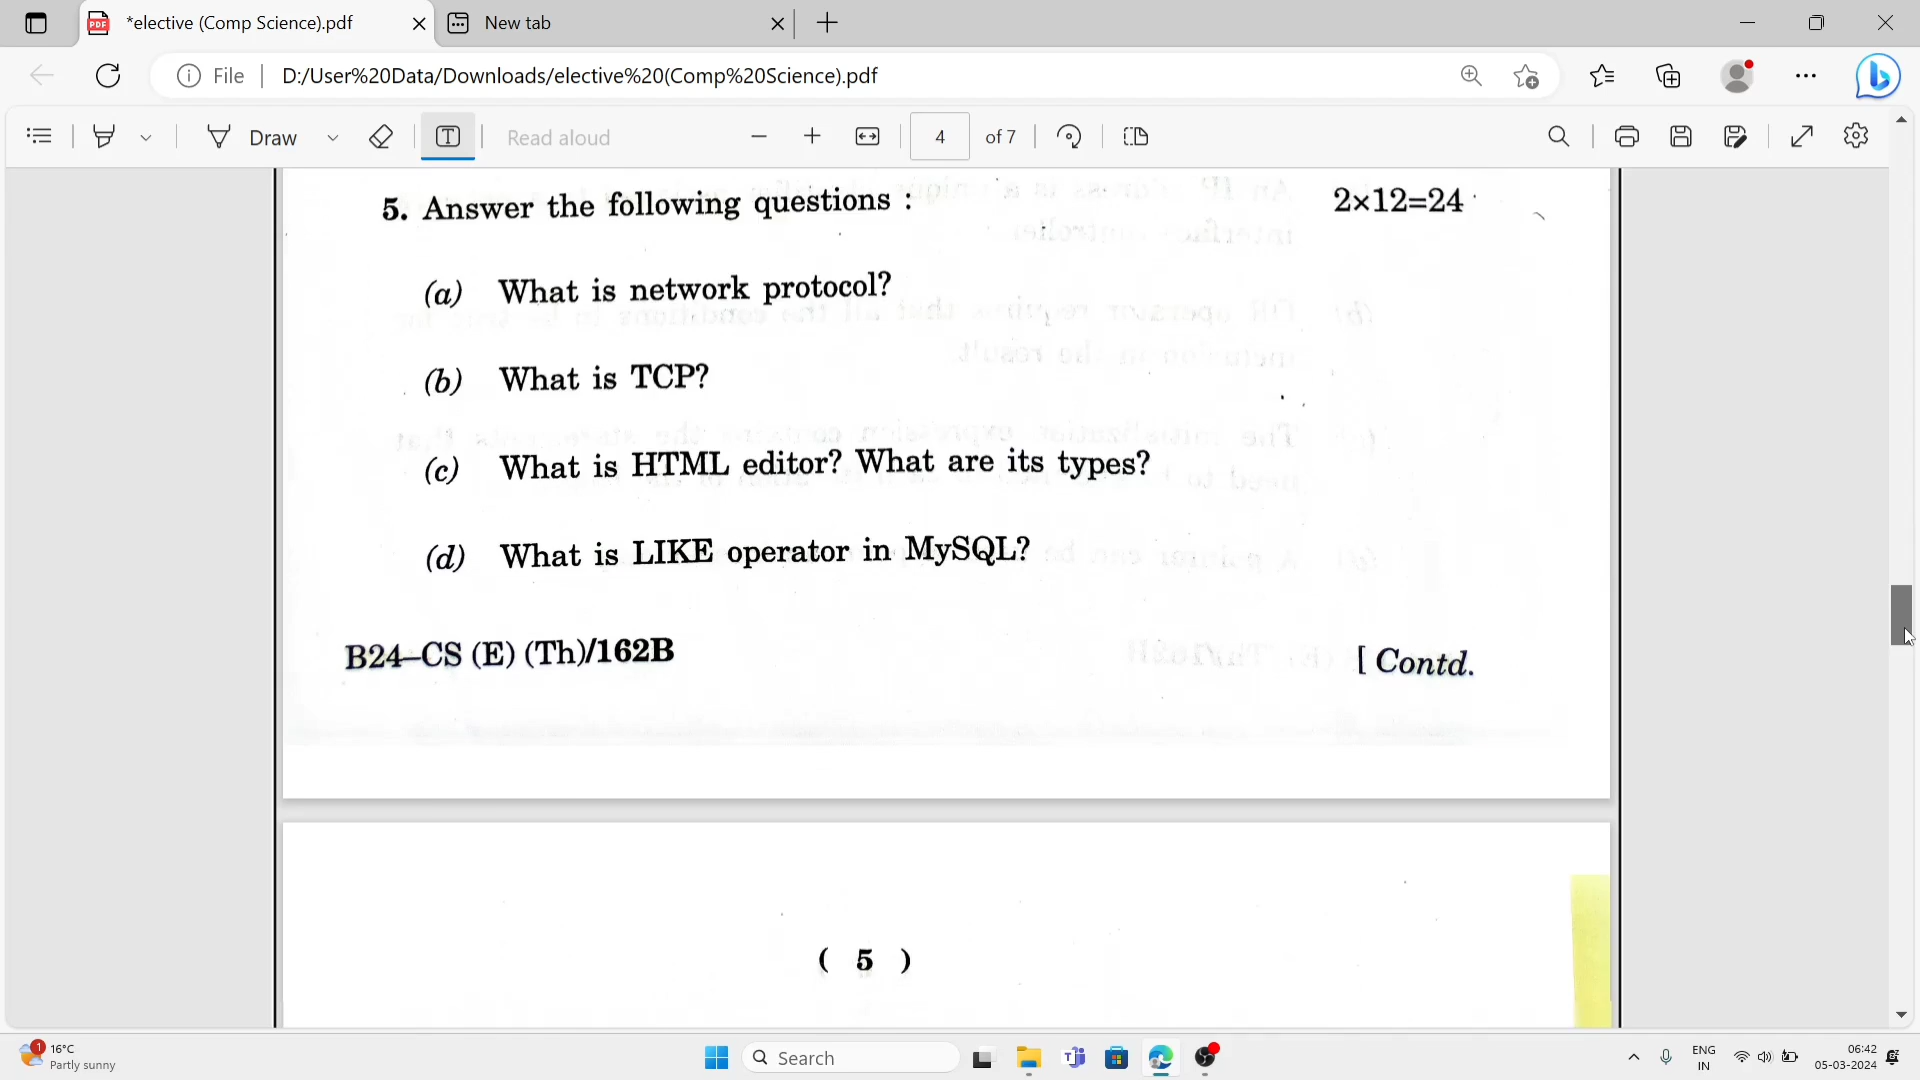 *elective (Comp Science).pdf
New tab
File
D:/User%20Data/Downloads/elective%20(Comp%20Science).pdf
Draw
Read aloud
4
of 7
5. Answer the following questions : 2×12=24
(a) What is network protocol?
(b) What is TCP?
(c) What is HTML editor? What are its types?
(d) What is LIKE operator in MySQL?
B24–CS (E) (Th)/162B [ Contd.
( 5 )
1
16°C
Partly sunny
Search
ENG
IN
06:42
05-03-2024